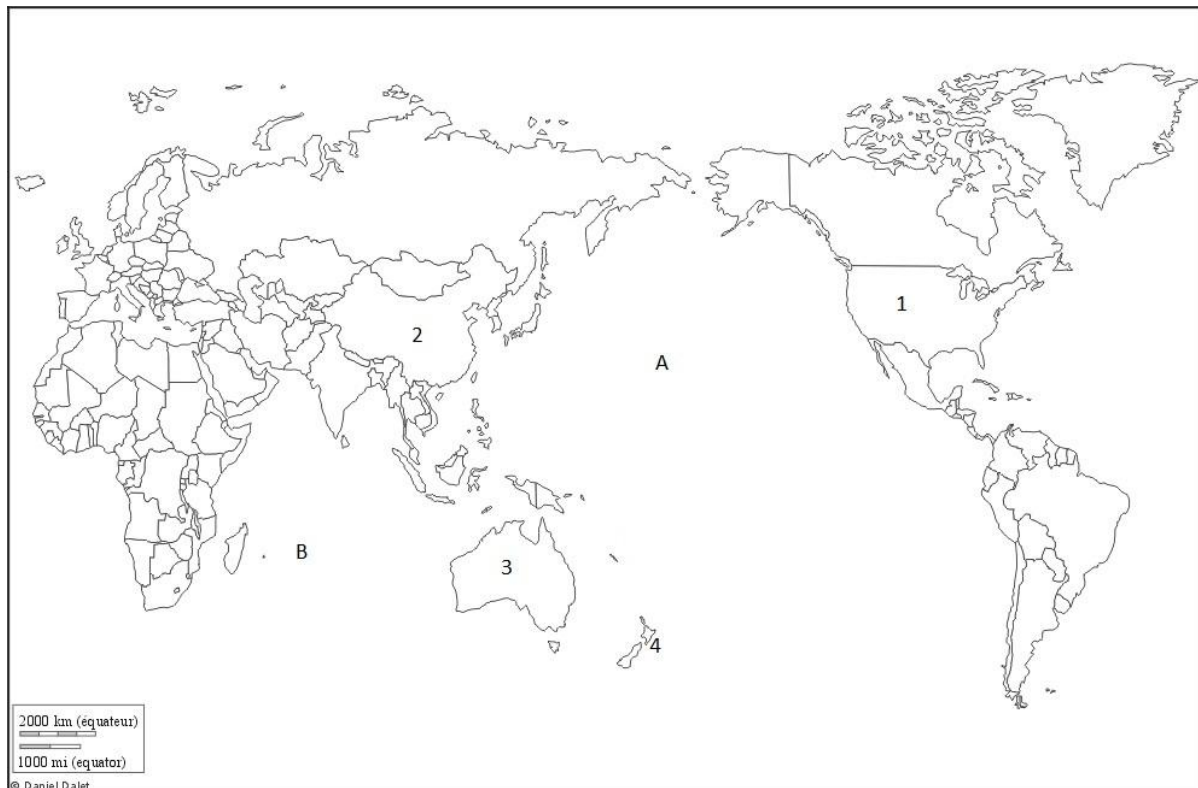 1
2
A
B
3
4
2000 km (équateur)
1000 mi (equator)
© Daniel Dalet